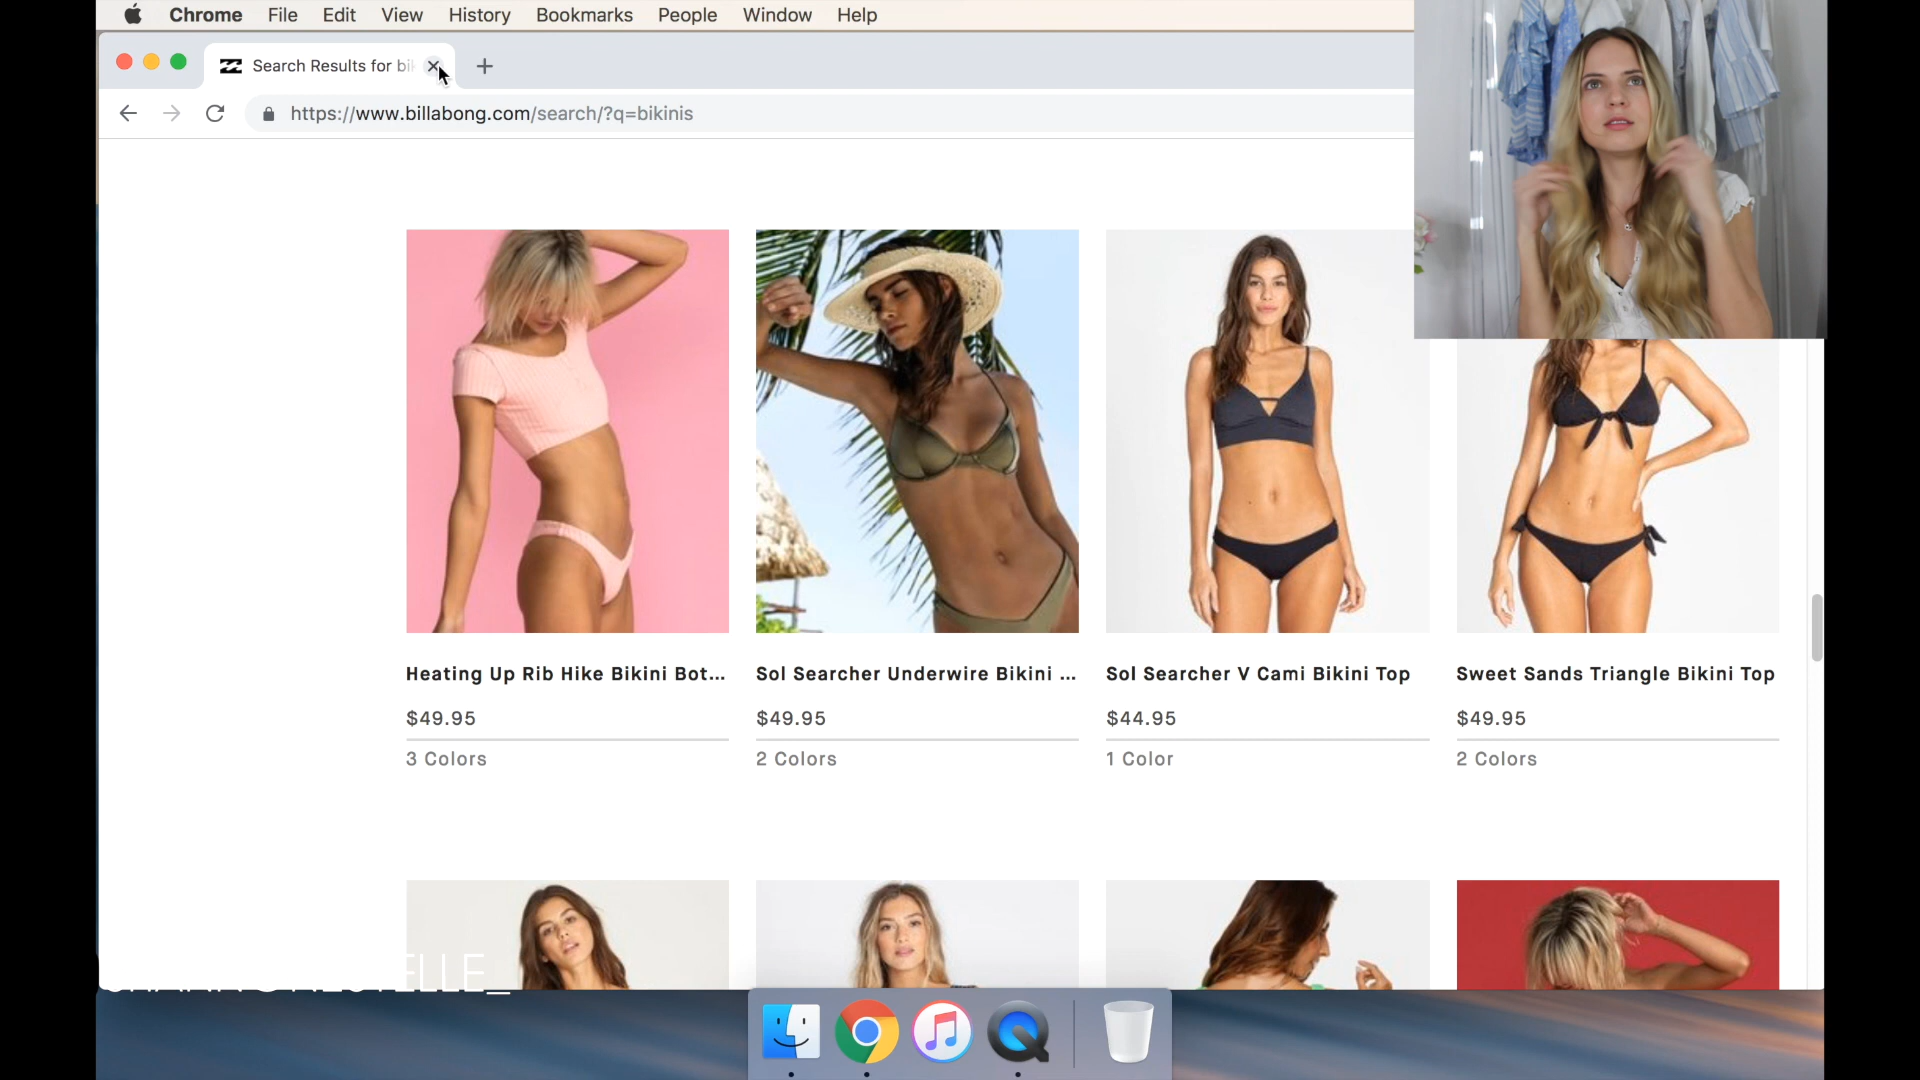 Chrome File Edit View History Bookmarks People Window Help
Search Results for bi
https://www.billabong.com/search/?q=bikinis
Heating Up Rib Hike Bikini Bot...
$49.95
3 Colors
Sol Searcher Underwire Bikini ...
$49.95
2 Colors
Sol Searcher V Cami Bikini Top
$44.95
1 Color
Sweet Sands Triangle Bikini Top
$49.95
2 Colors